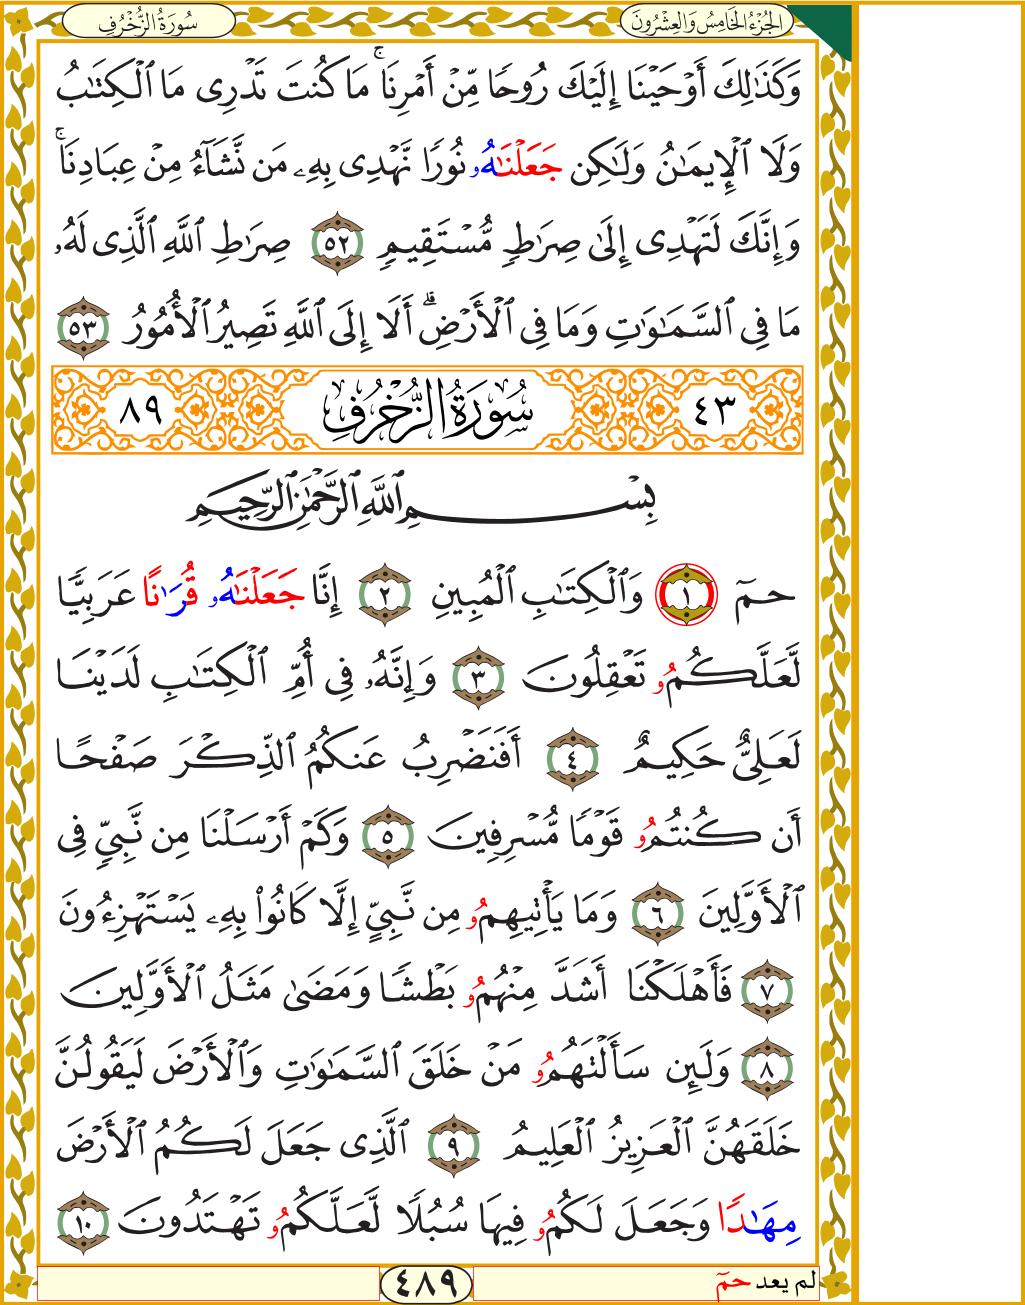 الجُزْءُ الخَامِسُ وَالعِشْرُونَ
سُورَةُ الزُّخْرُفِ
وَكَذَٰلِكَ أَوْحَيْنَا إِلَيْكَ رُوحًا مِّنْ أَمْرِنَا ۚ مَا كُنتَ تَدْرِى مَا ٱلْكِتَٰبُ
وَلَا ٱلْإِيمَٰنُ وَلَٰكِن جَعَلْنَٰهُۥ نُورًا نَّهْدِى بِهِۦ مَن نَّشَآءُ مِنْ عِبَادِنَا ۚ
وَإِنَّكَ لَتَهْدِى إِلَىٰ صِرَٰطٍ مُّسْتَقِيمٍ ٥٢ صِرَٰطِ ٱللَّهِ ٱلَّذِى لَهُۥ
مَا فِى ٱلسَّمَٰوَٰتِ وَمَا فِى ٱلْأَرْضِ ۗ أَلَا إِلَى ٱللَّهِ تَصِيرُ ٱلْأُمُورُ ٥٣
٤٣ سُورَةُ الزُّخْرُفِ ٨٩
بِسْمِ ٱللَّهِ ٱلرَّحْمَٰنِ ٱلرَّحِيمِ
حمٓ ١ وَٱلْكِتَٰبِ ٱلْمُبِينِ ٢ إِنَّا جَعَلْنَٰهُۥ قُرَٰنًا عَرَبِيًّا
لَّعَلَّكُمُۥ تَعْقِلُونَ ٣ وَإِنَّهُۥ فِى أُمِّ ٱلْكِتَٰبِ لَدَيْنَا
لَعَلِىٌّ حَكِيمٌ ٤ أَفَنَضْرِبُ عَنكُمُ ٱلذِّكْرَ صَفْحًا
أَن كُنتُمُۥ قَوْمًا مُّسْرِفِينَ ٥ وَكَمْ أَرْسَلْنَا مِن نَّبِىٍّ فِى
ٱلْأَوَّلِينَ ٦ وَمَا يَأْتِيهِمُۥ مِن نَّبِىٍّ إِلَّا كَانُوا۟ بِهِۦ يَسْتَهْزِءُونَ
٧ فَأَهْلَكْنَا أَشَدَّ مِنْهُمُۥ بَطْشًا وَمَضَىٰ مَثَلُ ٱلْأَوَّلِينَ
٨ وَلَئِن سَأَلْتَهُمُۥ مَنْ خَلَقَ ٱلسَّمَٰوَٰتِ وَٱلْأَرْضَ لَيَقُولُنَّ
خَلَقَهُنَّ ٱلْعَزِيزُ ٱلْعَلِيمُ ٩ ٱلَّذِى جَعَلَ لَكُمُ ٱلْأَرْضَ
مِهَٰدًا وَجَعَلَ لَكُمُۥ فِيهَا سُبُلًا لَّعَلَّكُمُۥ تَهْتَدُونَ ١٠
لم يعد حمٓ
٤٨٩